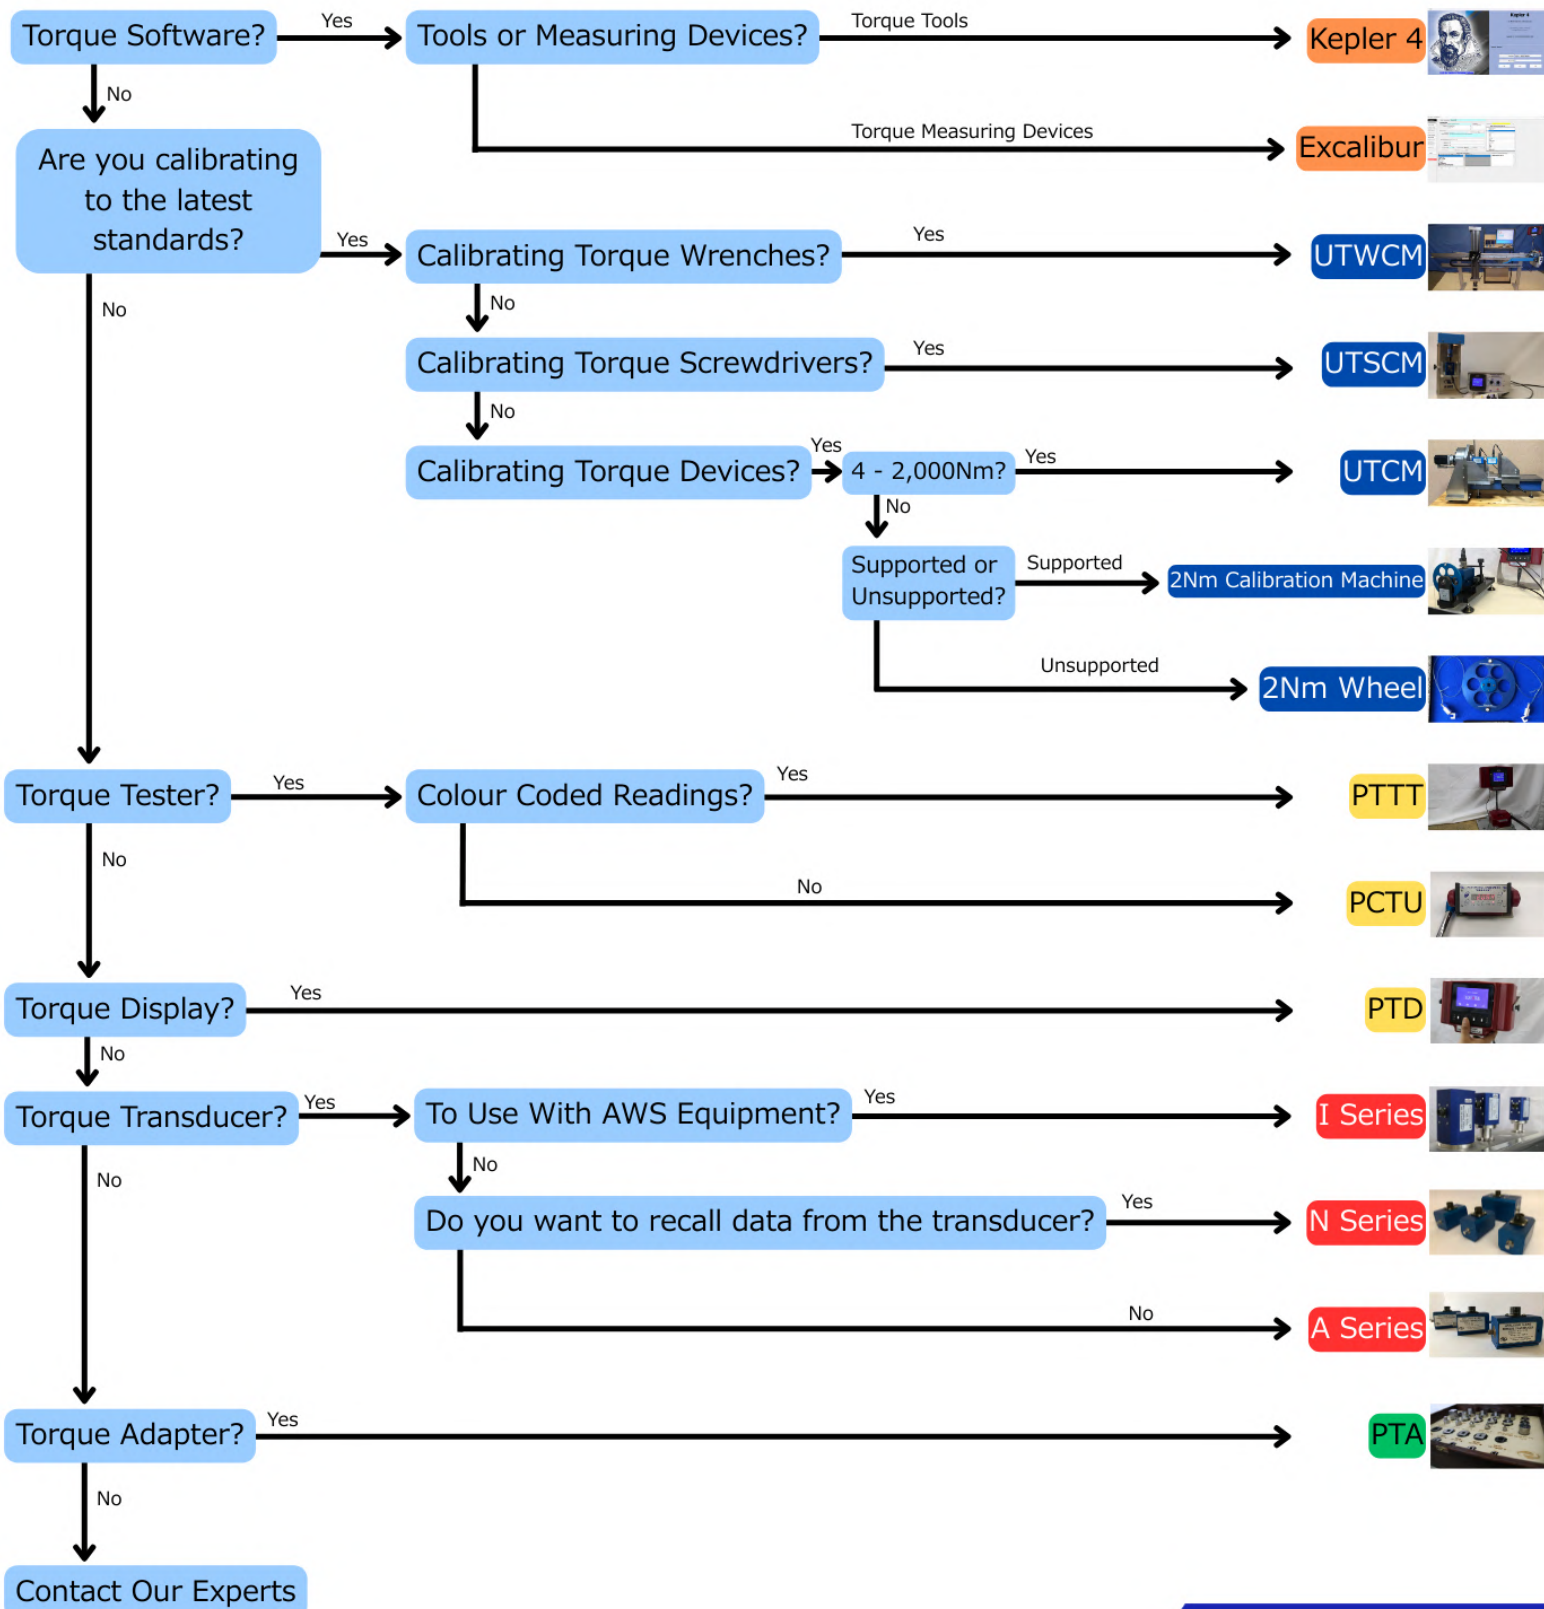 Torque Software?
Yes
Tools or Measuring Devices?
Torque Tools
Kepler 4
Kepler 4
No
Torque Measuring Devices
Excalibur
Are you calibrating
to the latest
standards?
Yes
Calibrating Torque Wrenches?
Yes
UTWCM
No
No
Calibrating Torque Screwdrivers?
Yes
UTSCM
No
Calibrating Torque Devices?
Yes
4 - 2,000Nm?
Yes
UTCM
No
Supported or
Unsupported?
Supported
2Nm Calibration Machine
Unsupported
2Nm Wheel
Torque Tester?
Yes
Colour Coded Readings?
Yes
PTTT
No
No
PCTU
Torque Display?
Yes
PTD
No
Torque Transducer?
Yes
To Use With AWS Equipment?
Yes
I Series
No
No
Do you want to recall data from the transducer?
Yes
N Series
No
A Series
Torque Adapter?
Yes
PTA
No
Contact Our Experts